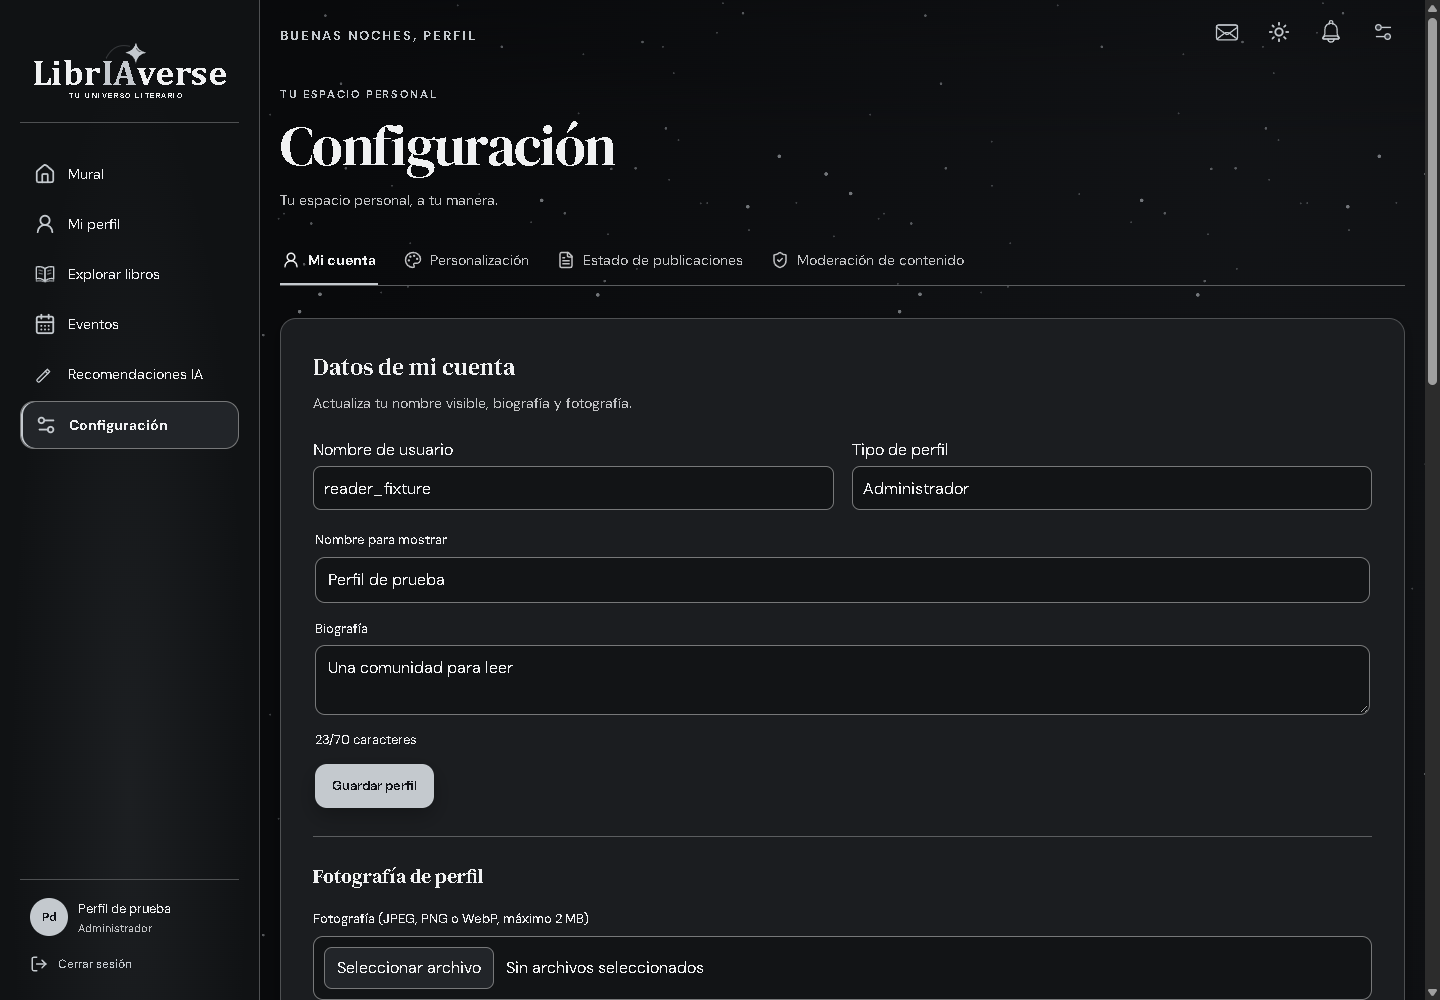 LibrIAverse
TU UNIVERSO LITERARIO
Mural
Mi perfil
Explorar libros
Eventos
Recomendaciones IA
Configuración
Pd
Perfil de prueba
Administrador
Cerrar sesión
BUENAS NOCHES, PERFIL
TU ESPACIO PERSONAL
Configuración
Tu espacio personal, a tu manera.
Mi cuenta
Personalización
Estado de publicaciones
Moderación de contenido
Datos de mi cuenta
Actualiza tu nombre visible, biografía y fotografía.
Nombre de usuario
reader_fixture
Tipo de perfil
Administrador
Nombre para mostrar
Perfil de prueba
Biografía
Una comunidad para leer
23/70 caracteres
Guardar perfil
Fotografía de perfil
Fotografía (JPEG, PNG o WebP, máximo 2 MB)
Seleccionar archivo
Sin archivos seleccionados